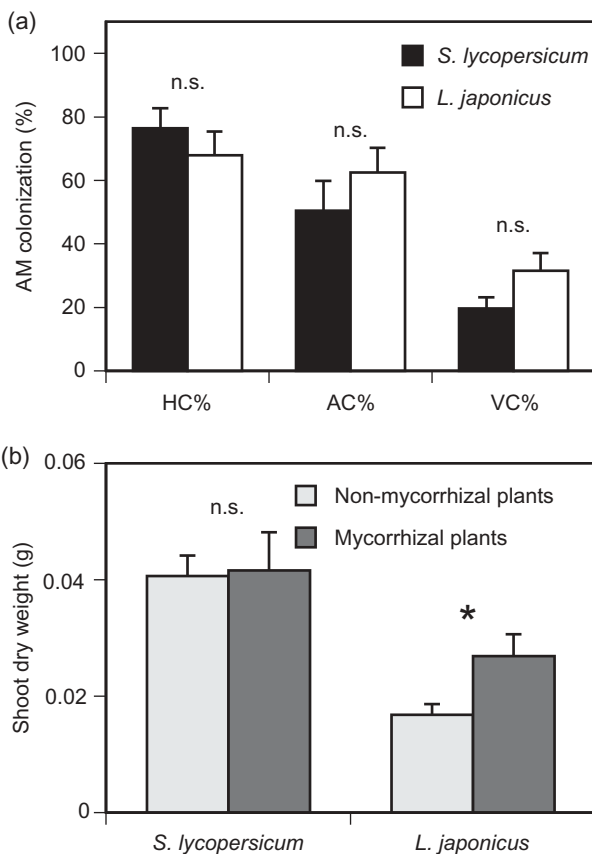 (a)
AM colonization (%)
100
80
60
40
20
0
S. lycopersicum
L. japonicus
n.s.
n.s.
n.s.
HC%
AC%
VC%
(b)
Shoot dry weight (g)
0.06
0.04
0.02
0
Non-mycorrhizal plants
Mycorrhizal plants
n.s.
*
S. lycopersicum
L. japonicus